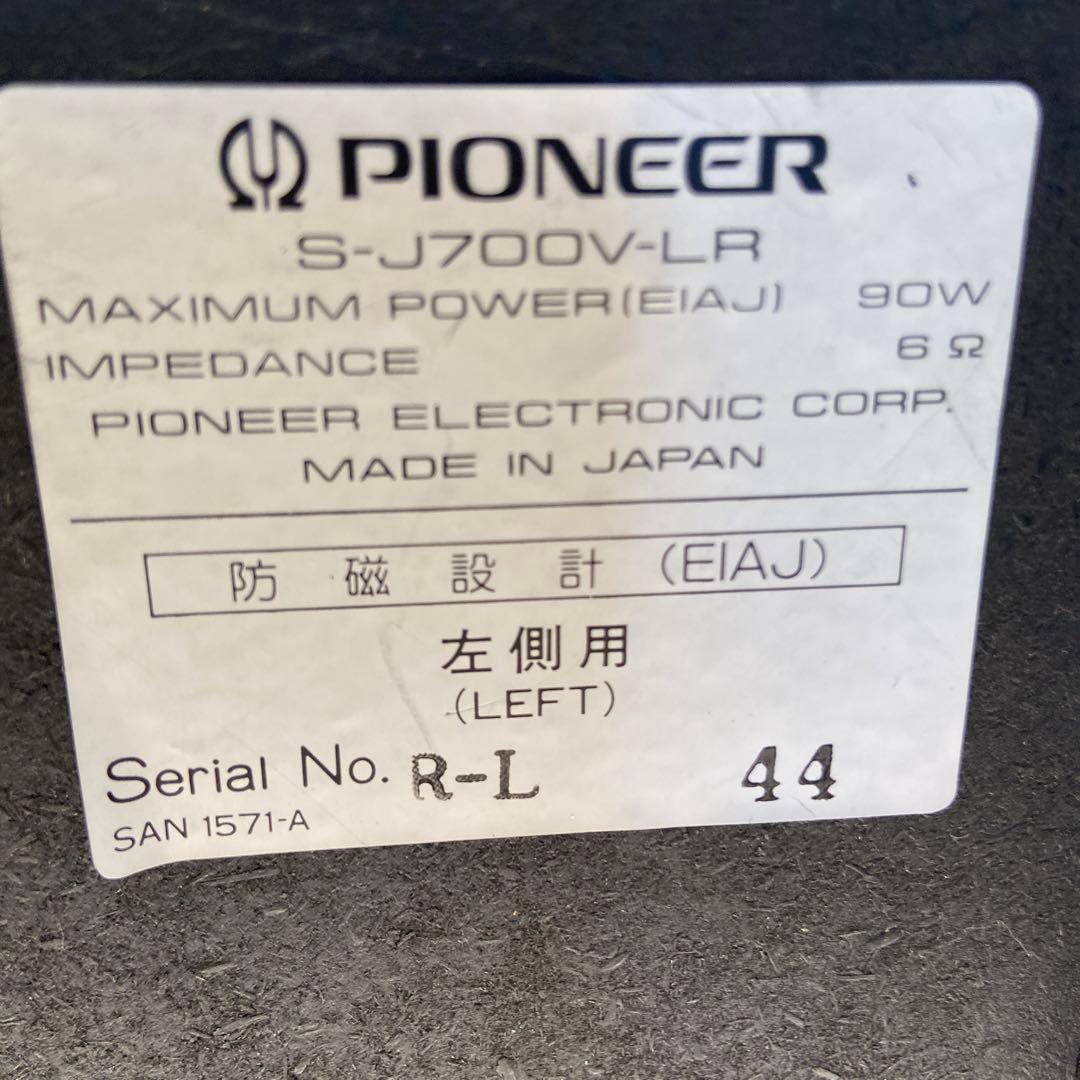 PIONEER
S-J700V-LR
MAXIMUM POWER(EIAJ) 90W
IMPEDANCE 6 Ω
PIONEER ELECTRONIC CORP.
MADE IN JAPAN
防磁設計 (EIAJ)
左側用
(LEFT)
Serial No. R-L 44
SAN 1571-A